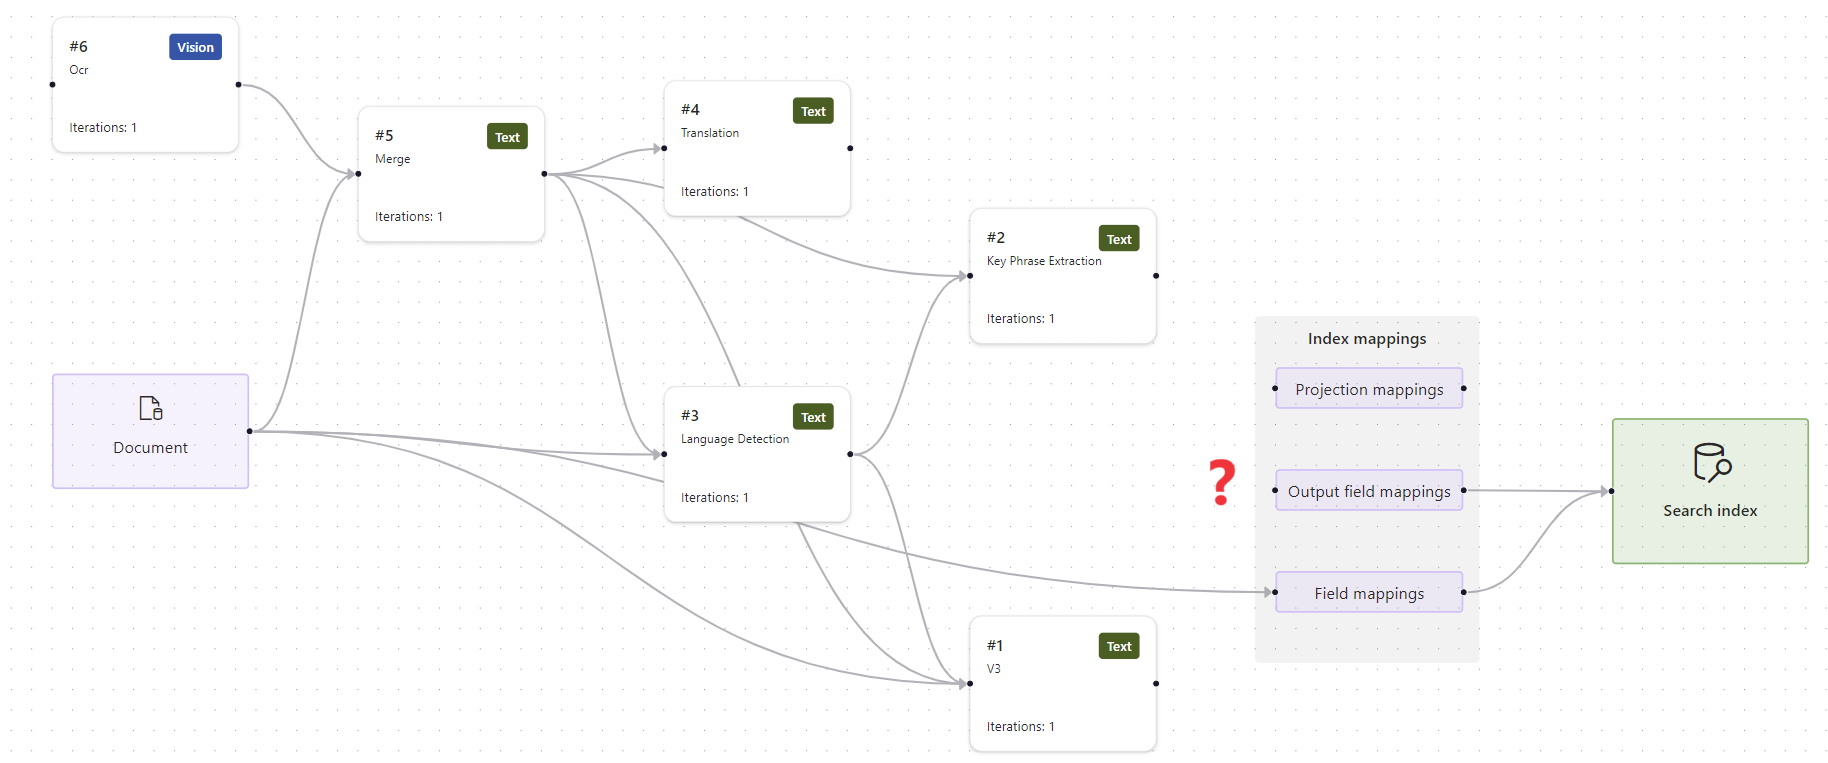 #6
Vision
Ocr
Iterations: 1
#5
Text
Merge
Iterations: 1
#4
Text
Translation
Iterations: 1
#2
Text
Key Phrase Extraction
Iterations: 1
Document
#3
Text
Language Detection
Iterations: 1
#1
Text
V3
Iterations: 1
?
Index mappings
Projection mappings
Output field mappings
Field mappings
Search index